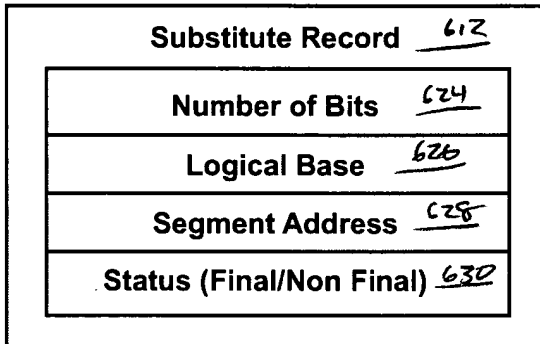 Substitute Record 612
Number of Bits 624
Logical Base 626
Segment Address 628
Status (Final/Non Final) 630